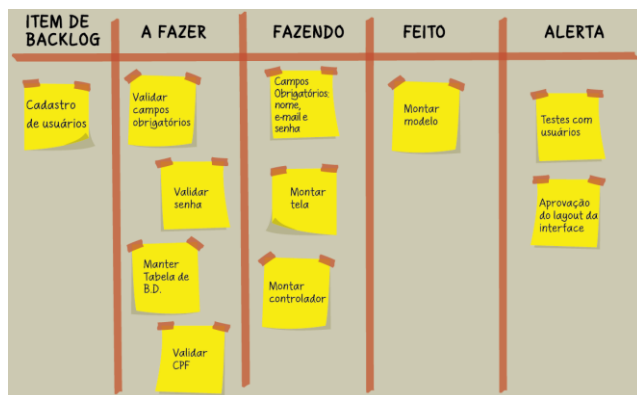 ITEM DE
BACKLOG
A FAZER
FAZENDO
FEITO
ALERTA
Cadastro
de usuários
Validar
campos
obrigatórios
Validar
senha
Manter
Tabela de
B.D.
Validar
CPF
Campos
Obrigatórios:
nome,
e-mail e
senha
Montar
tela
Montar
controlador
Montar
modelo
Testes com
usuários
Aprovação
do layout da
interface